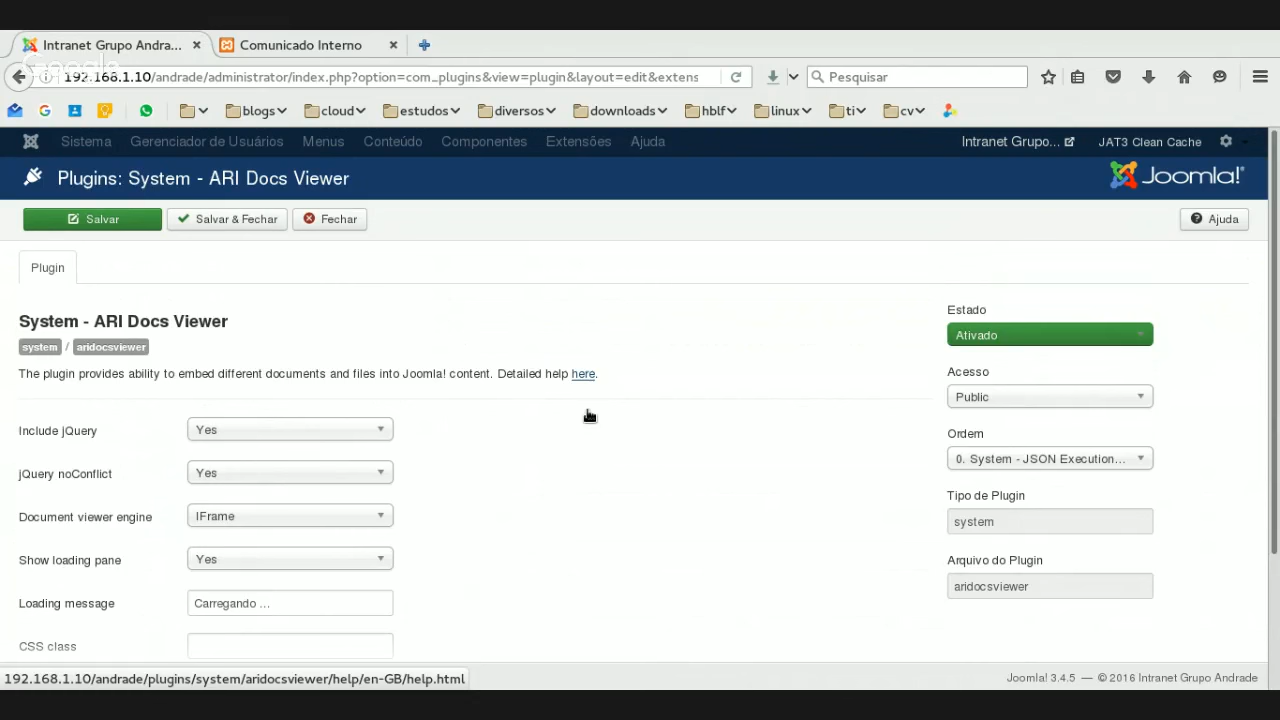 Intranet Grupo Andra...
Comunicado Interno
Google
192.168.1.10/andrade/administrator/index.php?option=com_plugins&view=plugin&layout=edit&extens
Pesquisar
blogs
cloud
estudos
diversos
downloads
hblf
linux
ti
cv
Sistema
Gerenciador de Usuários
Menus
Conteúdo
Componentes
Extensões
Ajuda
Intranet Grupo...
JAT3 Clean Cache
Plugins: System - ARI Docs Viewer
Joomla!®
Salvar
Salvar & Fechar
Fechar
Ajuda
Plugin
System - ARI Docs Viewer
system / aridocsviewer
The plugin provides ability to embed different documents and files into Joomla! content. Detailed help here.
Include jQuery
Yes
jQuery noConflict
Yes
Document viewer engine
IFrame
Show loading pane
Yes
Loading message
Carregando ...
CSS class
Estado
Ativado
Acesso
Public
Ordem
0. System - JSON Execution...
Tipo de Plugin
system
Arquivo do Plugin
aridocsviewer
192.168.1.10/andrade/plugins/system/aridocsviewer/help/en-GB/help.html
Joomla! 3.4.5 — © 2016 Intranet Grupo Andrade